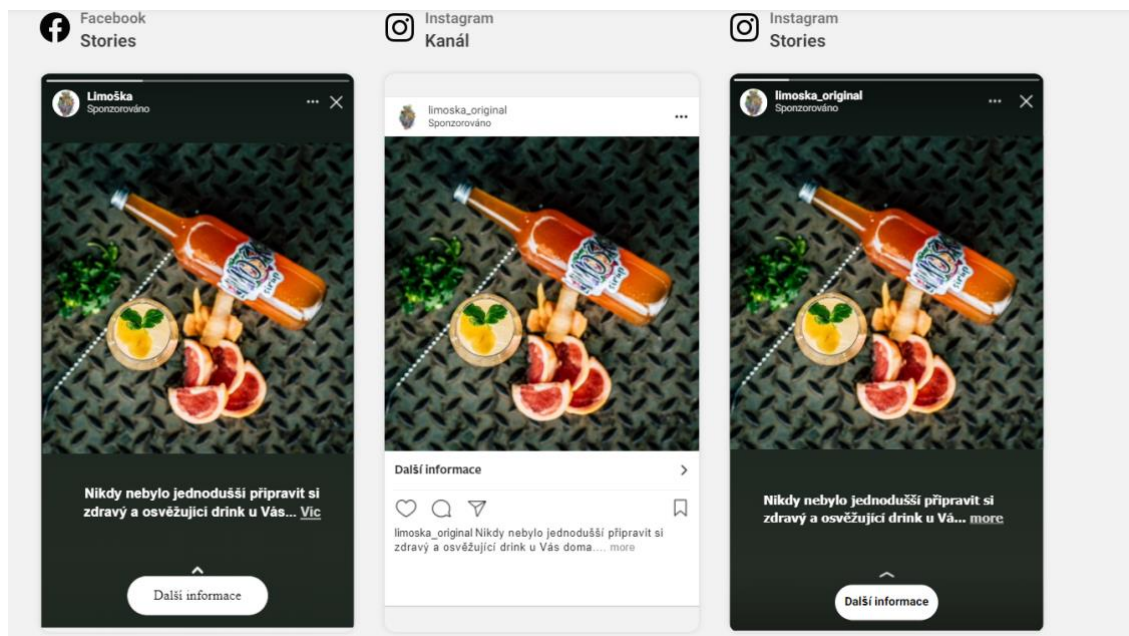 Facebook
Stories
Limoška
Sponzorováno
Nikdy nebylo jednodušší připravit si
zdravý a osvěžující drink u Vás... Víc
Další informace
Instagram
Kanál
limoska_original
Sponzorováno
Další informace
limoska_original Nikdy nebylo jednodušší připravit si
zdravý a osvěžující drink u Vás doma.... more
Instagram
Stories
limoska_original
Sponzorováno
Nikdy nebylo jednodušší připravit si
zdravý a osvěžující drink u Vá... more
Další informace